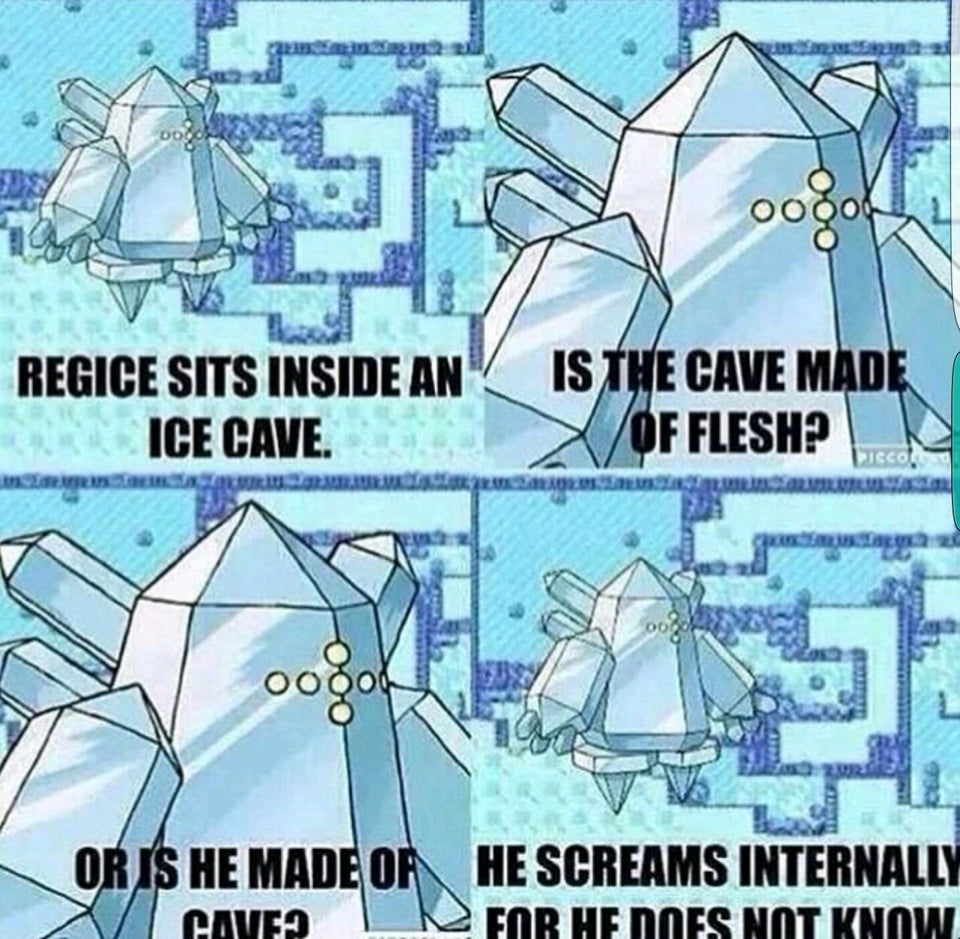 REGICE SITS INSIDE AN
ICE CAVE.
IS THE CAVE MADE
OF FLESH?
OR IS HE MADE OF
CAVE?
HE SCREAMS INTERNALLY
FOR HE DOES NOT KNOW